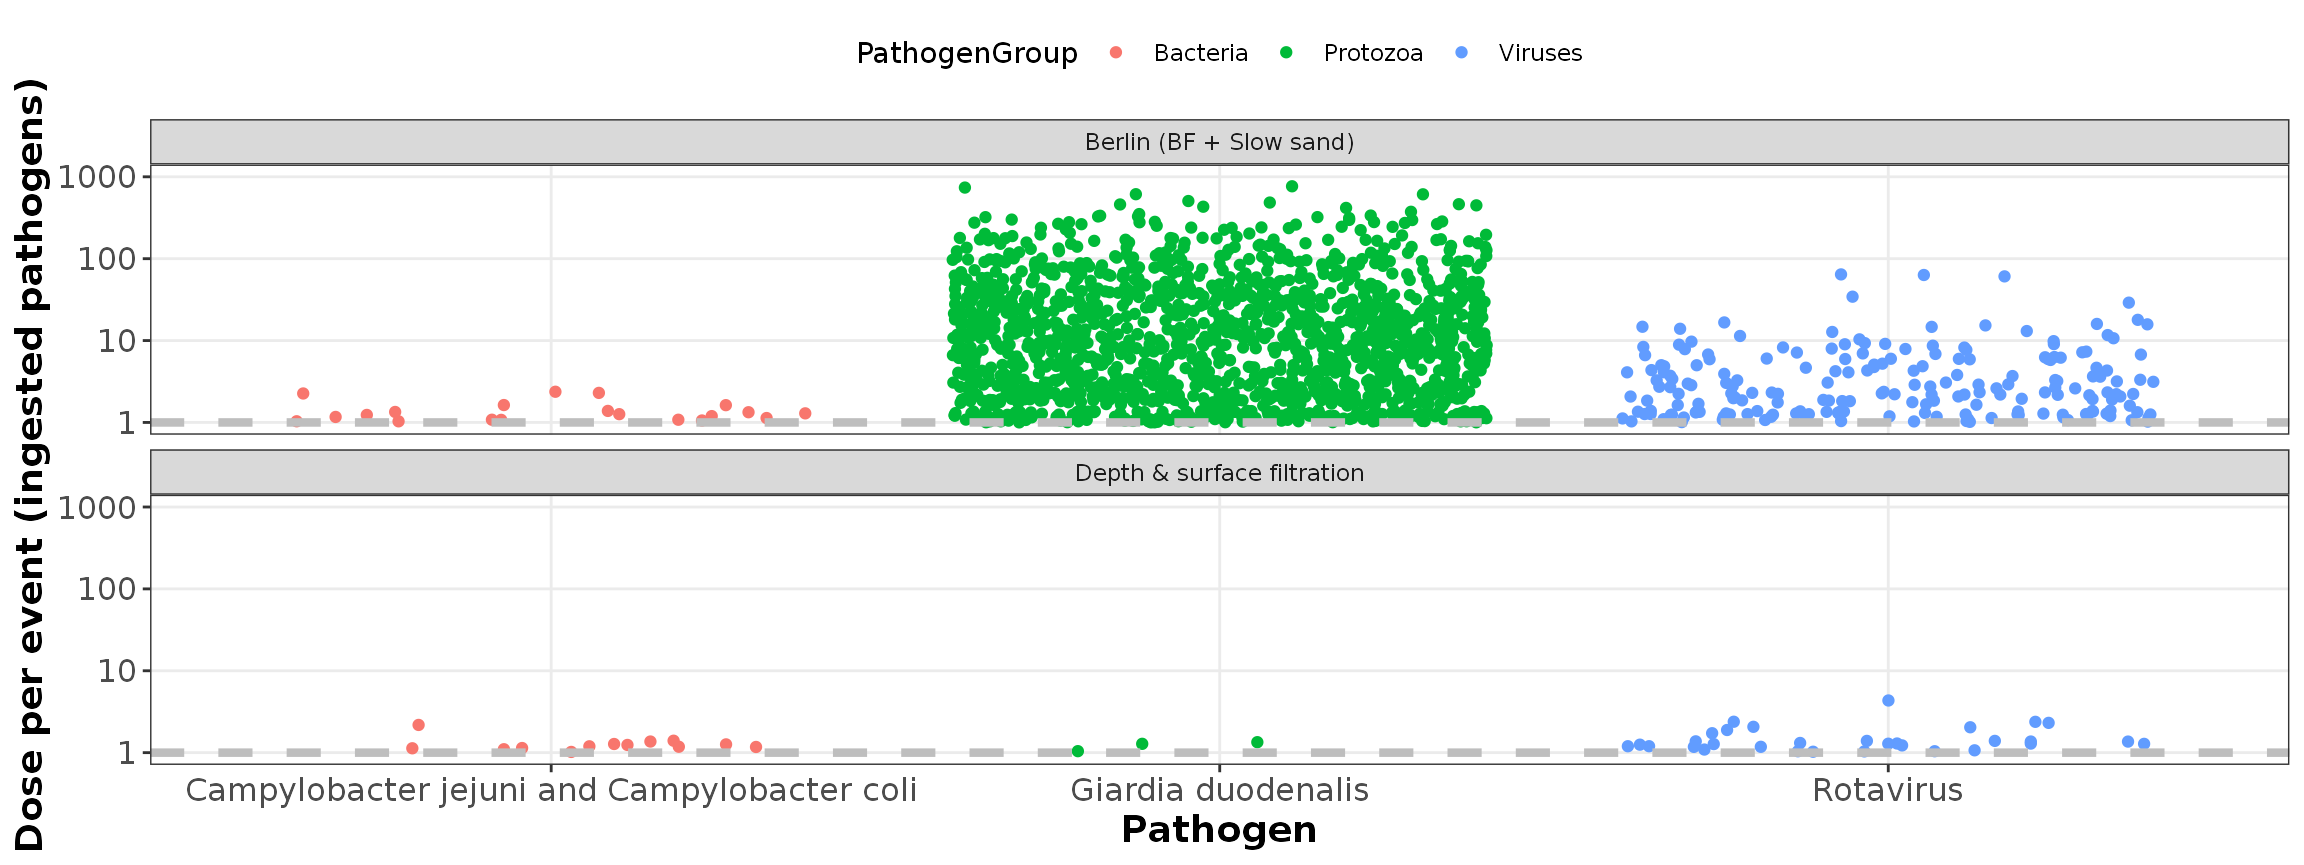 PathogenGroup Bacteria Protozoa Viruses
Dose per event (ingested pathogens)
Berlin (BF + Slow sand)
1000
100
10
1
Depth & surface filtration
1000
100
10
1
Campylobacter jejuni and Campylobacter coli Giardia duodenalis Rotavirus
Pathogen